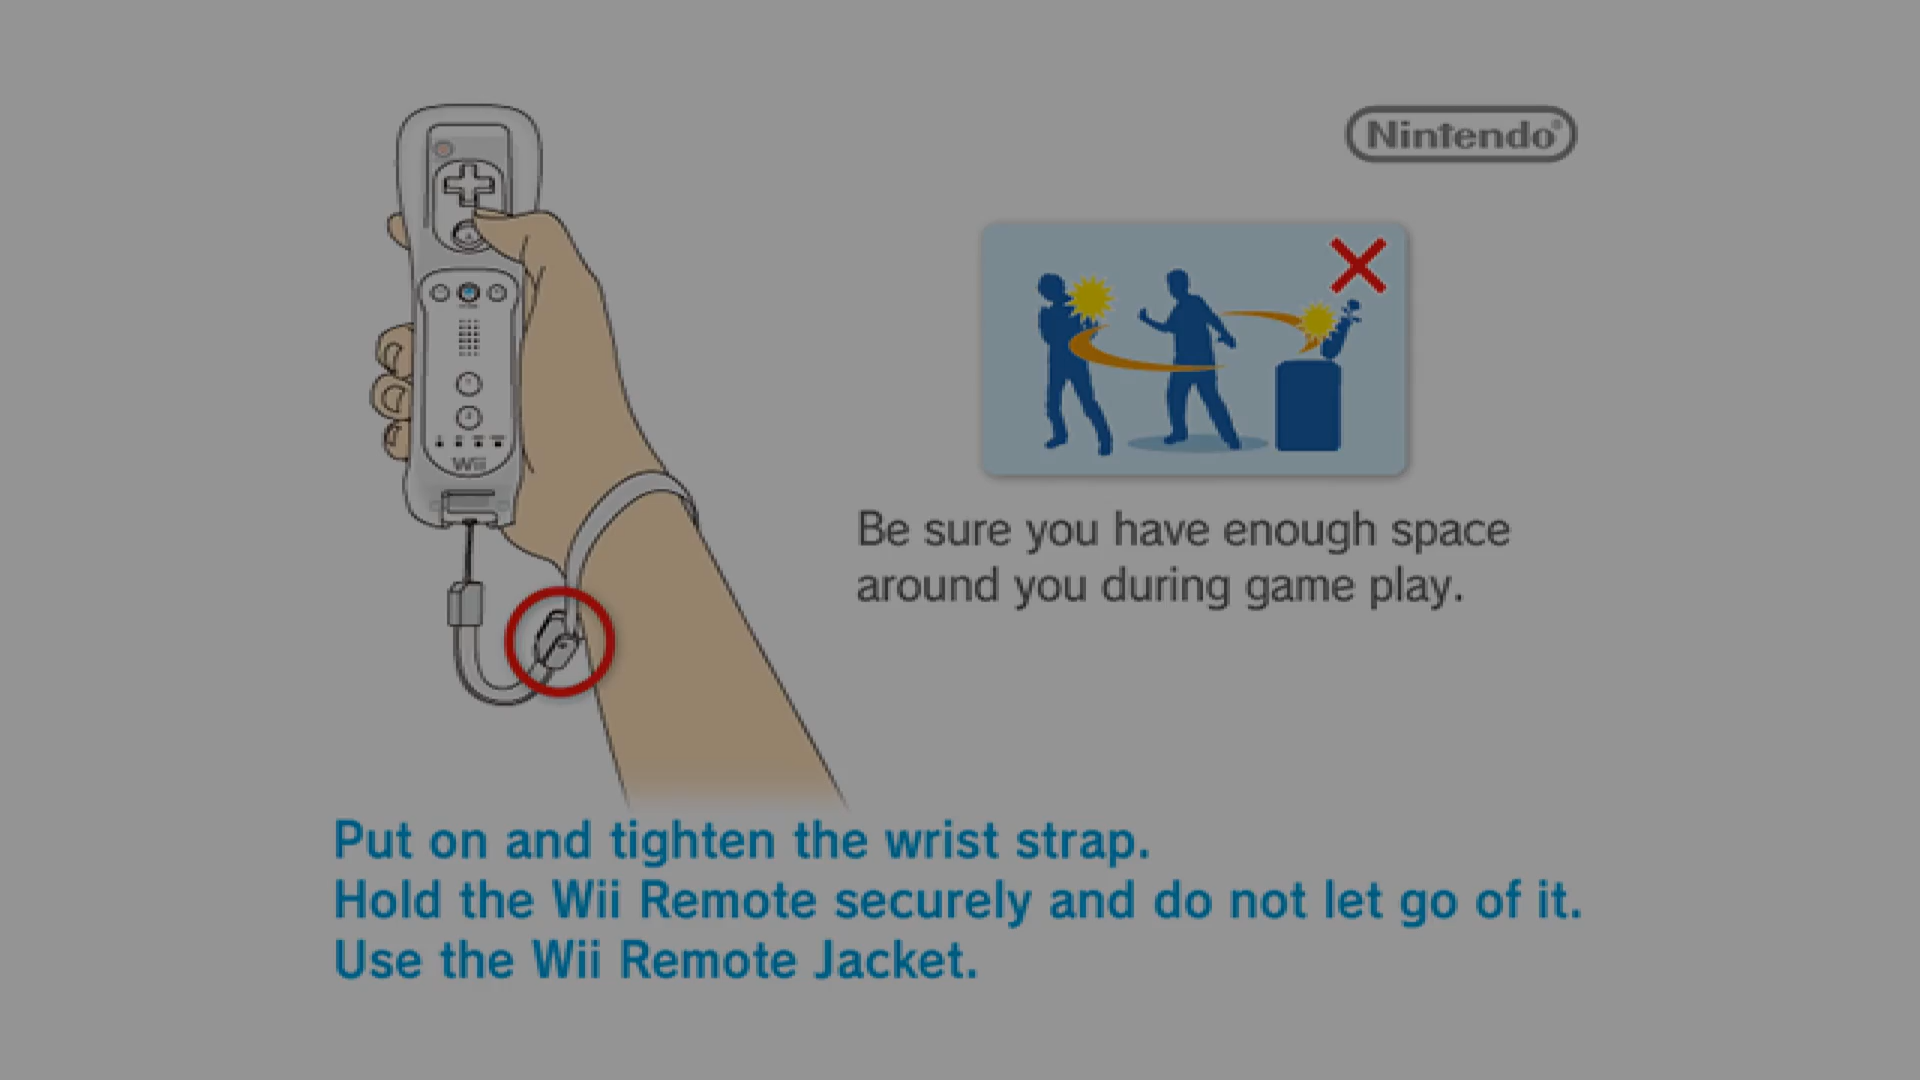 Nintendo®
Wii
Be sure you have enough space
around you during game play.
Put on and tighten the wrist strap.
Hold the Wii Remote securely and do not let go of it.
Use the Wii Remote Jacket.